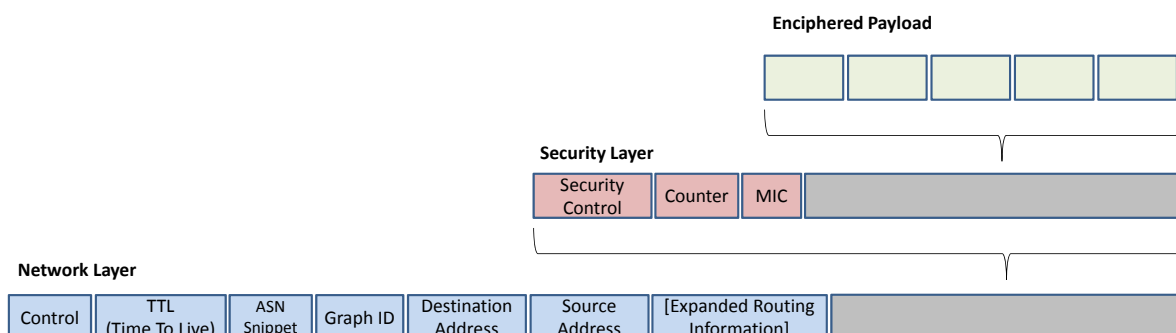 Enciphered Payload
Security Layer
Security
Control
Counter
MIC
Network Layer
Control
TTL
(Time To Live)
ASN
Snippet
Graph ID
Destination
Address
Source
Address
[Expanded Routing
Information]